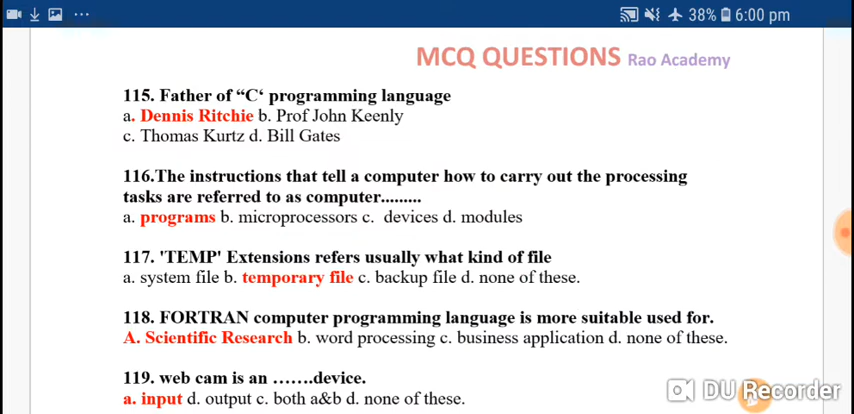 38% 6:00 pm
MCQ QUESTIONS Rao Academy
115. Father of “C‘ programming language
a. Dennis Ritchie b. Prof John Keenly
c. Thomas Kurtz d. Bill Gates
116.The instructions that tell a computer how to carry out the processing
tasks are referred to as computer.........
a. programs b. microprocessors c. devices d. modules
117. 'TEMP' Extensions refers usually what kind of file
a. system file b. temporary file c. backup file d. none of these.
118. FORTRAN computer programming language is more suitable used for.
A. Scientific Research b. word processing c. business application d. none of these.
119. web cam is an …….device.
a. input d. output c. both a&b d. none of these.
DU Recorder